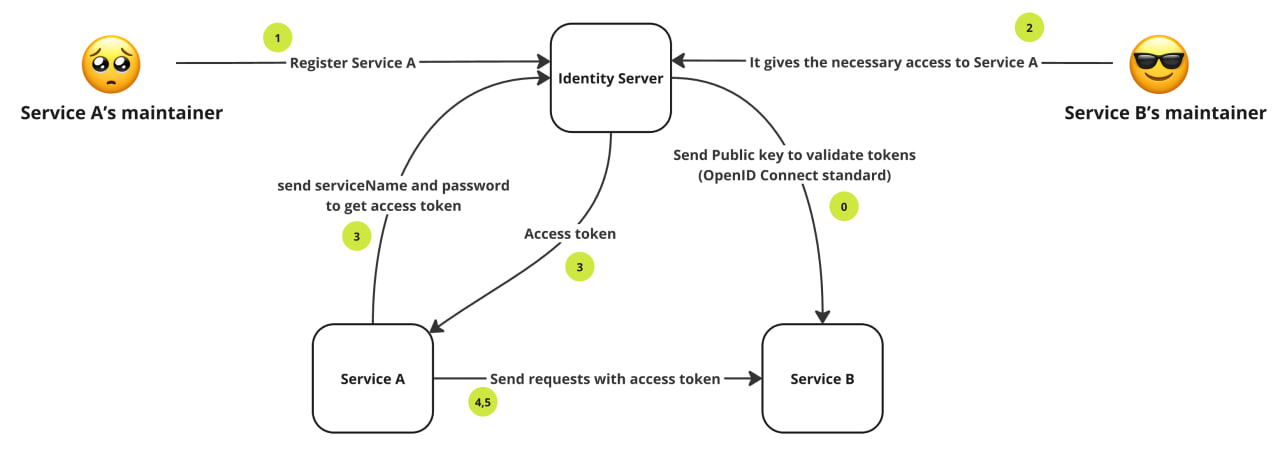 1
2
Register Service A
Identity Server
It gives the necessary access to Service A
Service A’s maintainer
Service B’s maintainer
send serviceName and password
to get access token
3
Access token
3
Send Public key to validate tokens
(OpenID Connect standard)
0
Service A
Send requests with access token
4,5
Service B